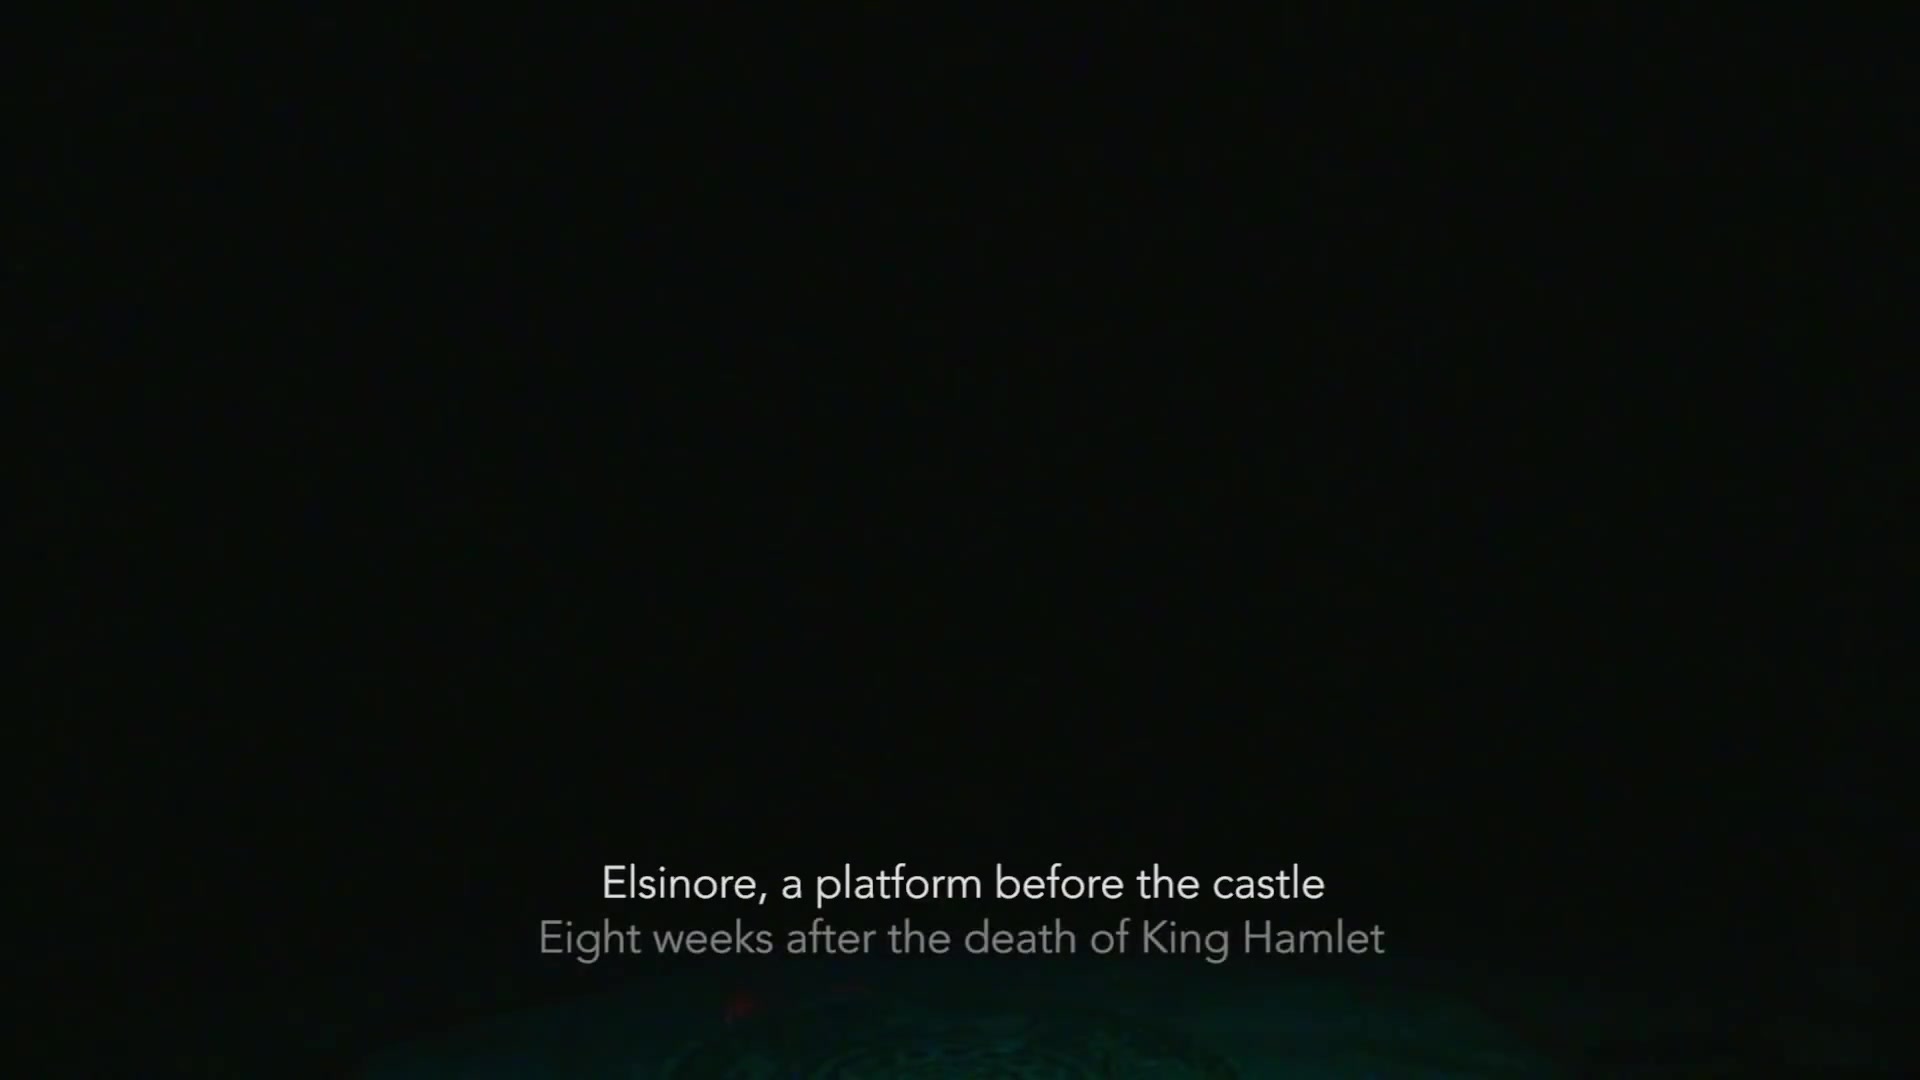 Elsinore, a platform before the castle
Eight weeks after the death of King Hamlet